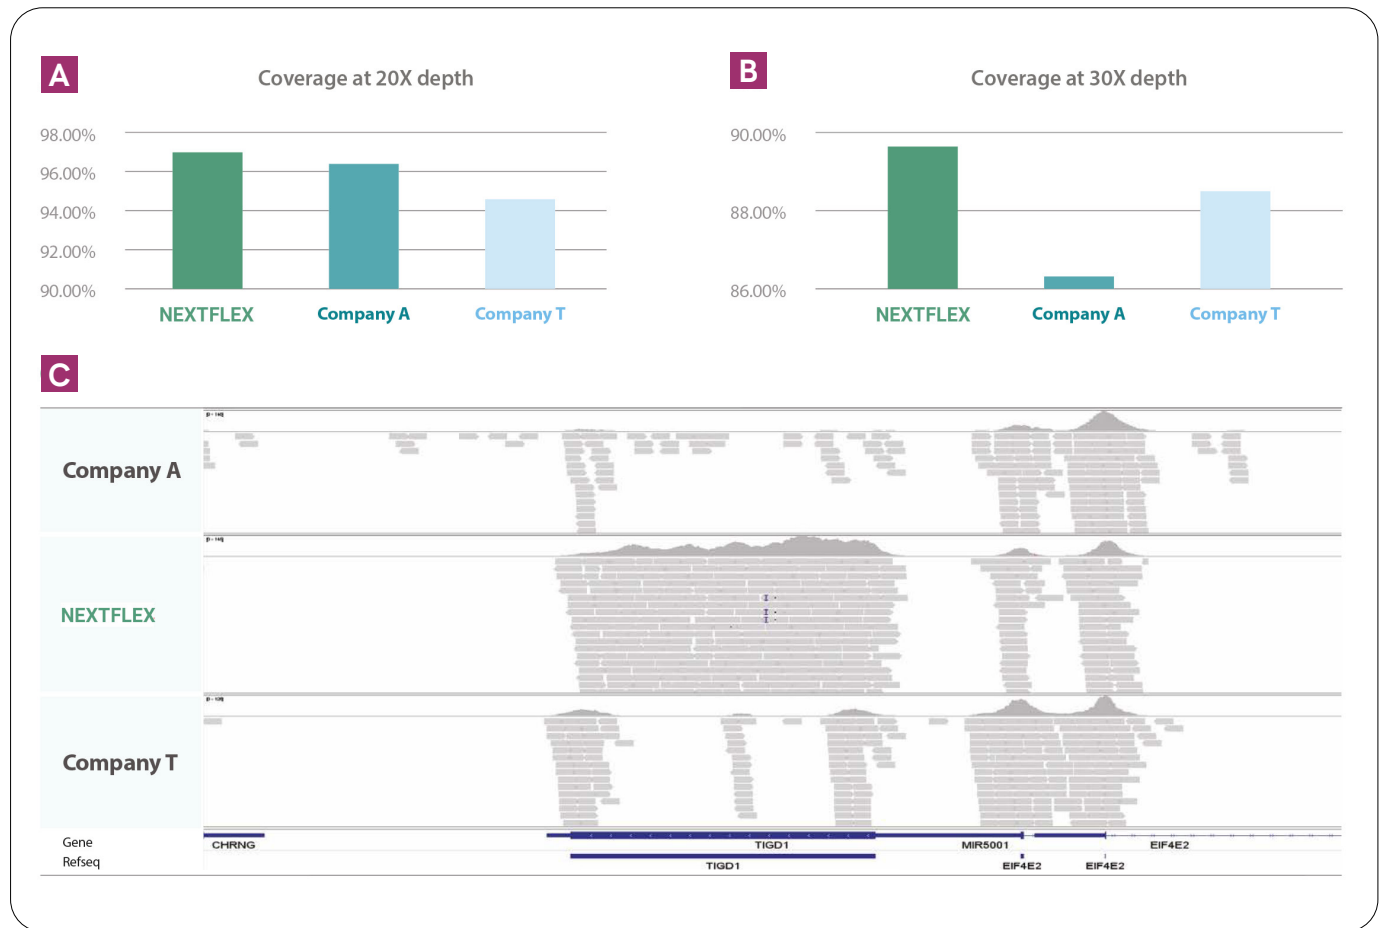 A
Coverage at 20X depth
98.00%
96.00%
94.00%
92.00%
90.00%
NEXTFLEX
Company A
Company T
B
Coverage at 30X depth
90.00%
88.00%
86.00%
NEXTFLEX
Company A
Company T
C
Company A
NEXTFLEX
Company T
Gene
CHRNG
TIGD1
MIR5001
EIF4E2
Refseq
TIGD1
EIF4E2
EIF4E2